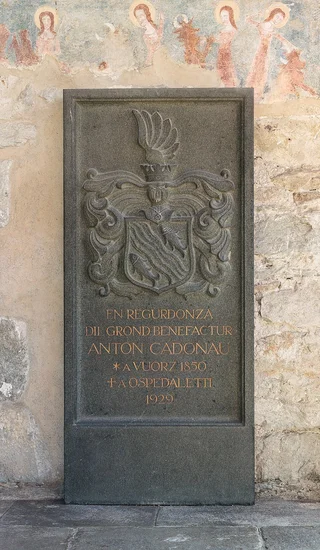 EN REGURDONZA
DIL GROND BENEFACTUR
ANTON CADONAU
* A VUORZ 1850
† A OSPEDALETTI
1929